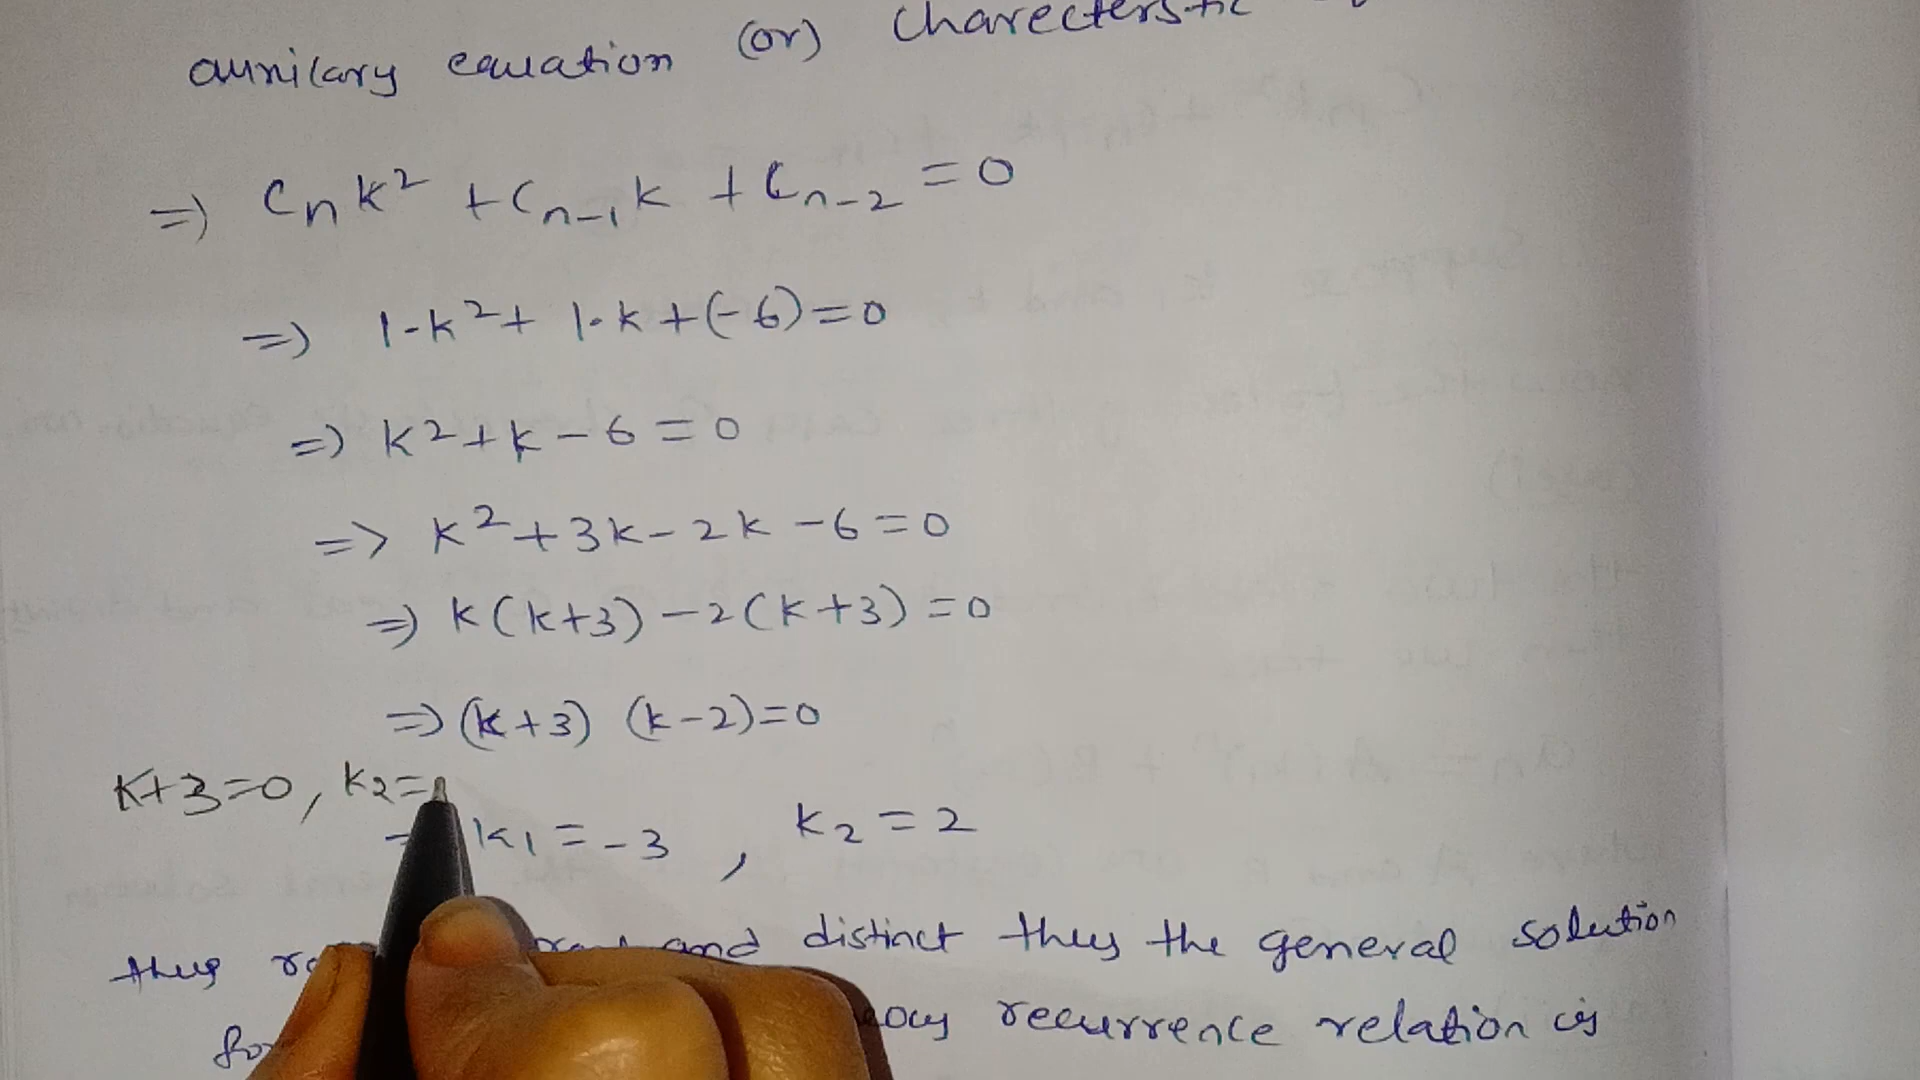 aunilary equation (or) charecterstic
=) Cnk² + Cn-1k + Cn-2 = 0
=) 1·k² + 1·k + (-6) = 0
=) k² + k - 6 = 0
=> k² + 3k - 2k - 6 = 0
=) k(k+3) - 2(k+3) = 0
=) (k+3) (k-2) = 0
k+3=0, k2=
k1 = -3 , k2 = 2
thus and distinct thus the general solution
recurrence relation is